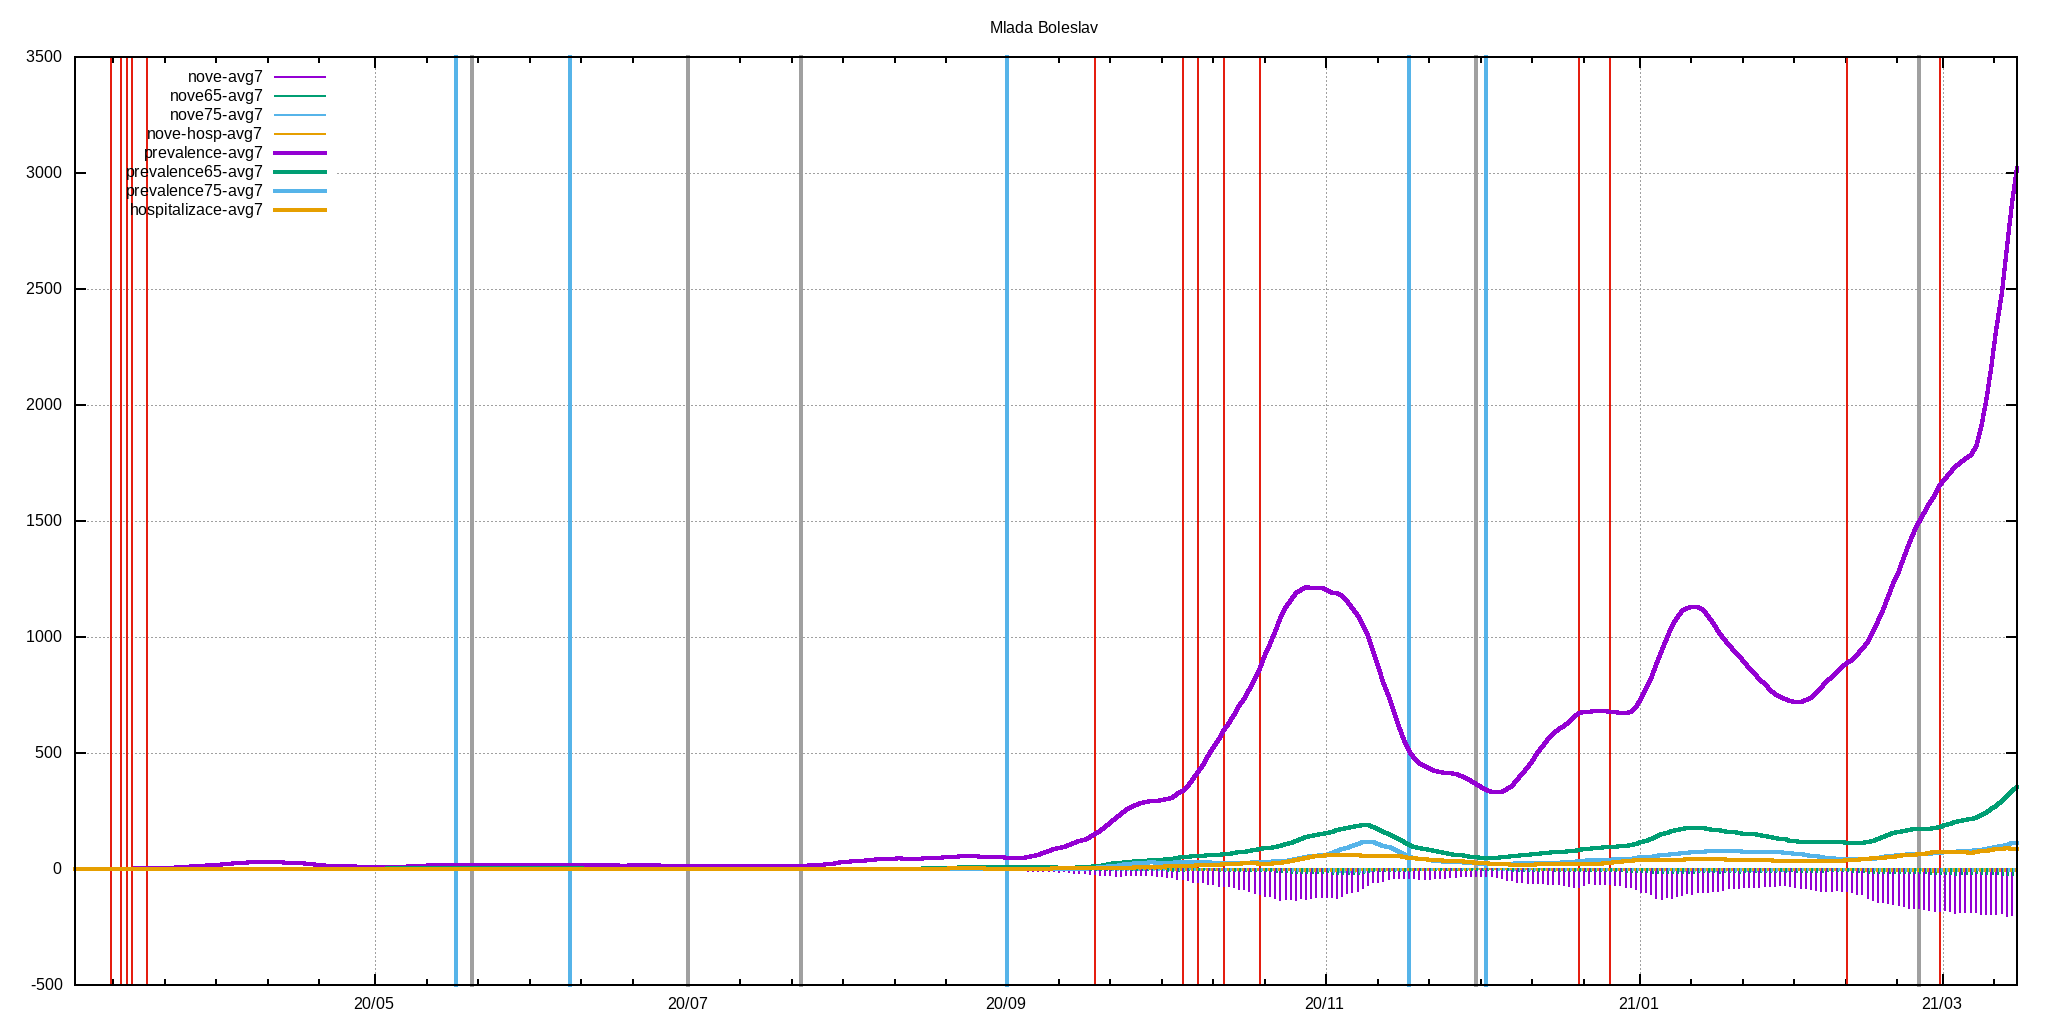 Mlada Boleslav
3500
3000
2500
2000
1500
1000
500
0
-500
nove-avg7
nove65-avg7
nove75-avg7
nove-hosp-avg7
prevalence-avg7
prevalence65-avg7
prevalence75-avg7
hospitalizace-avg7
20/05
20/07
20/09
20/11
21/01
21/03